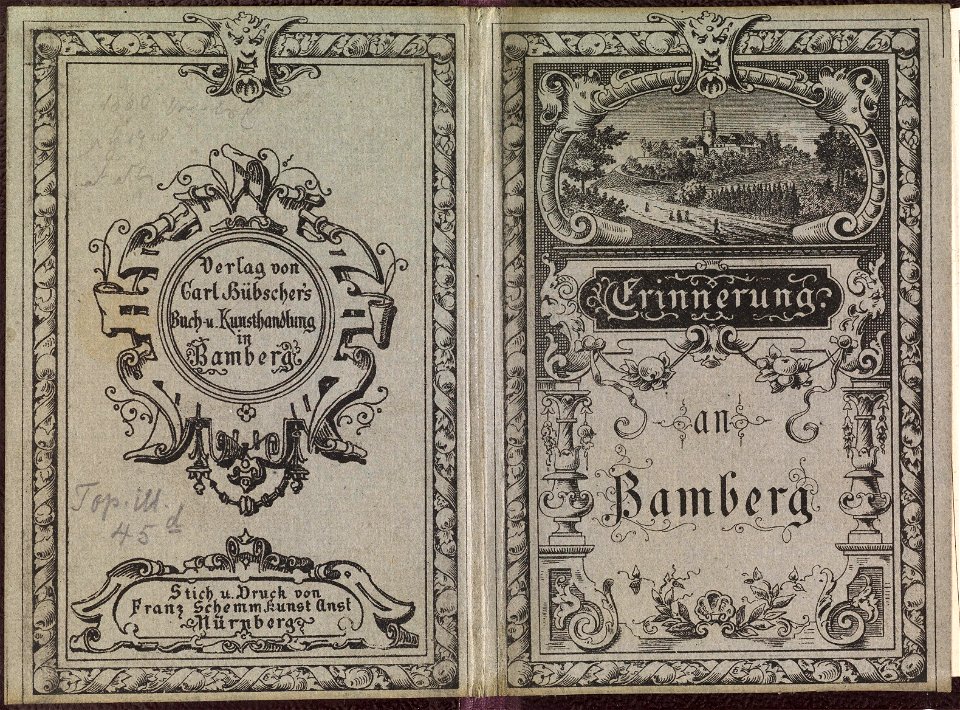 Verlag von
Carl Hübscher's
Buch- u. Kunsthandlung
in
Bamberg
Top. ill.
45 d
Stich u. Druck von
Franz Schemm, Kunst Anst
Nürnberg
Erinnerung
an
Bamberg